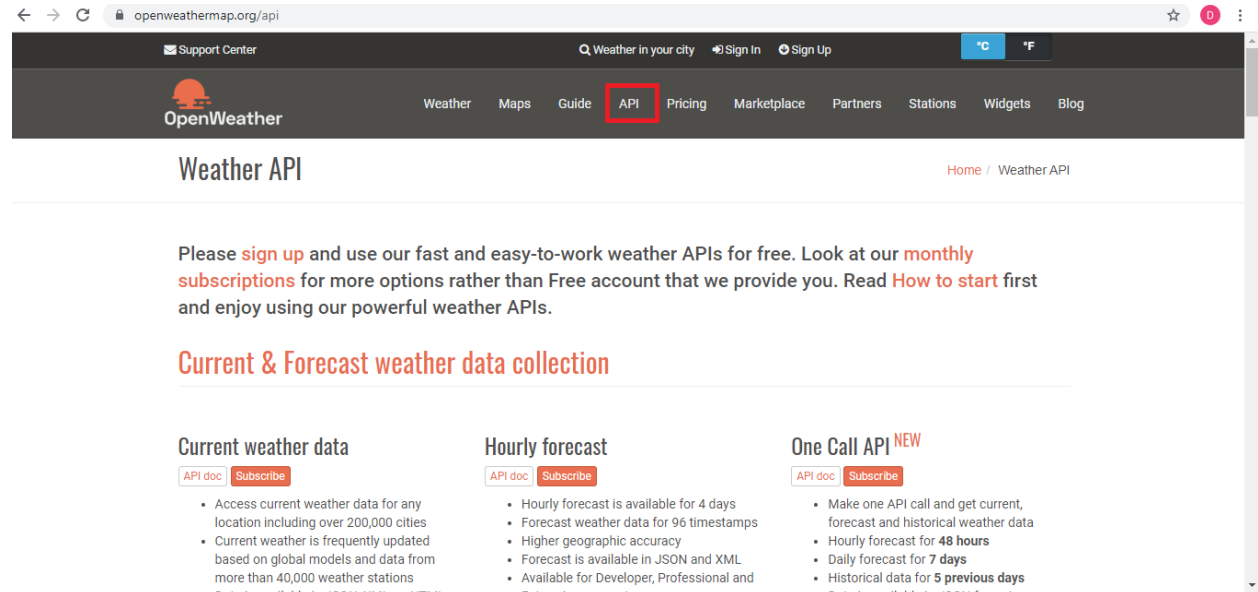 openweathermap.org/api
D
Support Center
Weather in your city
Sign In
Sign Up
°C
°F
OpenWeather
Weather
Maps
Guide
API
Pricing
Marketplace
Partners
Stations
Widgets
Blog
Weather API
Home / Weather API
Please sign up and use our fast and easy-to-work weather APIs for free. Look at our monthly
subscriptions for more options rather than Free account that we provide you. Read How to start first
and enjoy using our powerful weather APIs.
Current & Forecast weather data collection
Current weather data
API doc
Subscribe
• Access current weather data for any
location including over 200,000 cities
• Current weather is frequently updated
based on global models and data from
more than 40,000 weather stations
Hourly forecast
API doc
Subscribe
• Hourly forecast is available for 4 days
• Forecast weather data for 96 timestamps
• Higher geographic accuracy
• Forecast is available in JSON and XML
• Available for Developer, Professional and
One Call API NEW
API doc
Subscribe
• Make one API call and get current,
forecast and historical weather data
• Hourly forecast for 48 hours
• Daily forecast for 7 days
• Historical data for 5 previous days